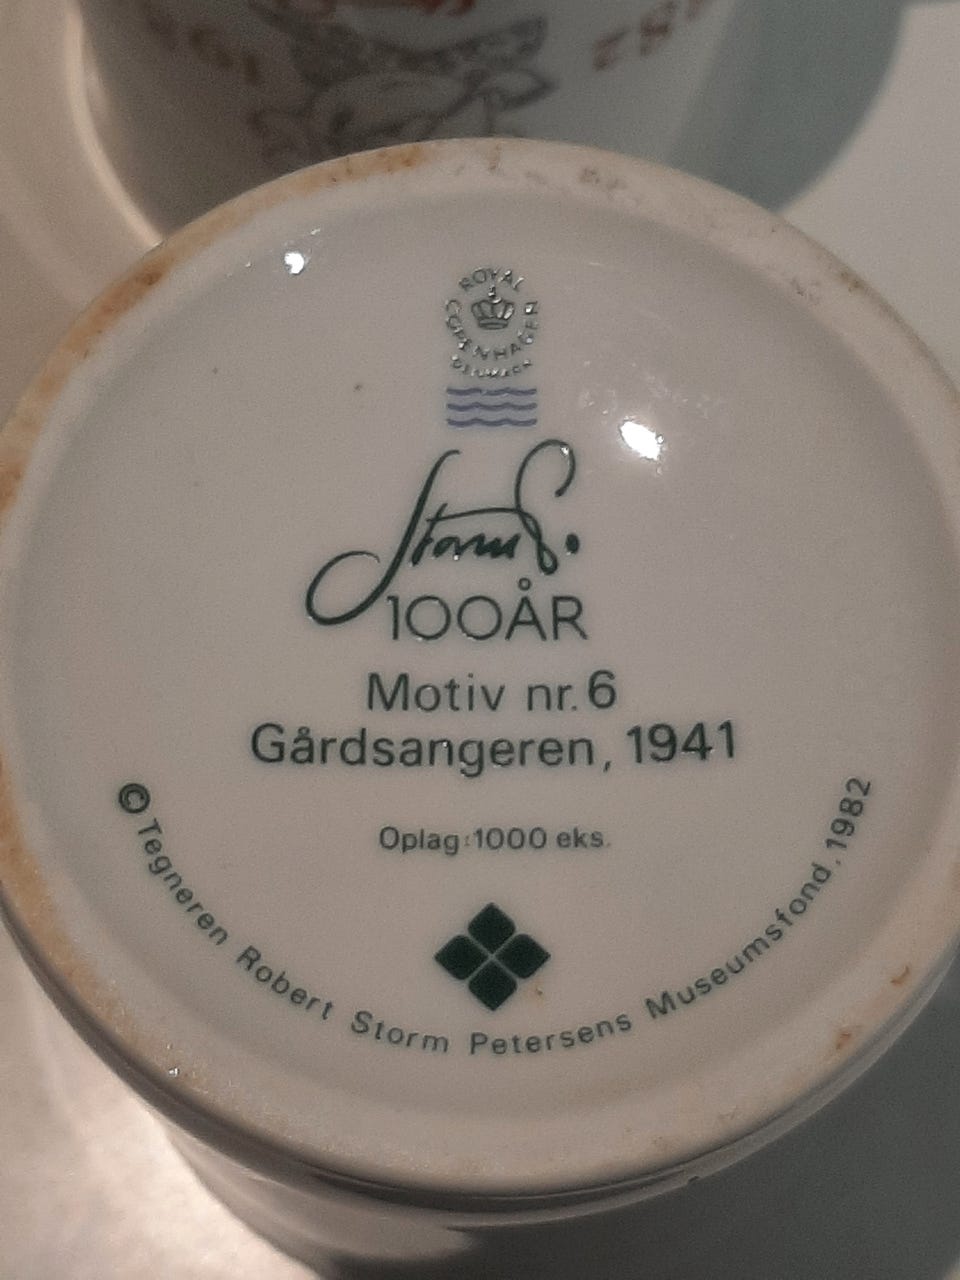 ROYAL
COPENHAGEN
DENMARK
Storm P.
100ÅR
Motiv nr. 6
Gårdsangeren, 1941
Oplag: 1000 eks.
© Tegneren Robert Storm Petersens Museumsfond. 1982